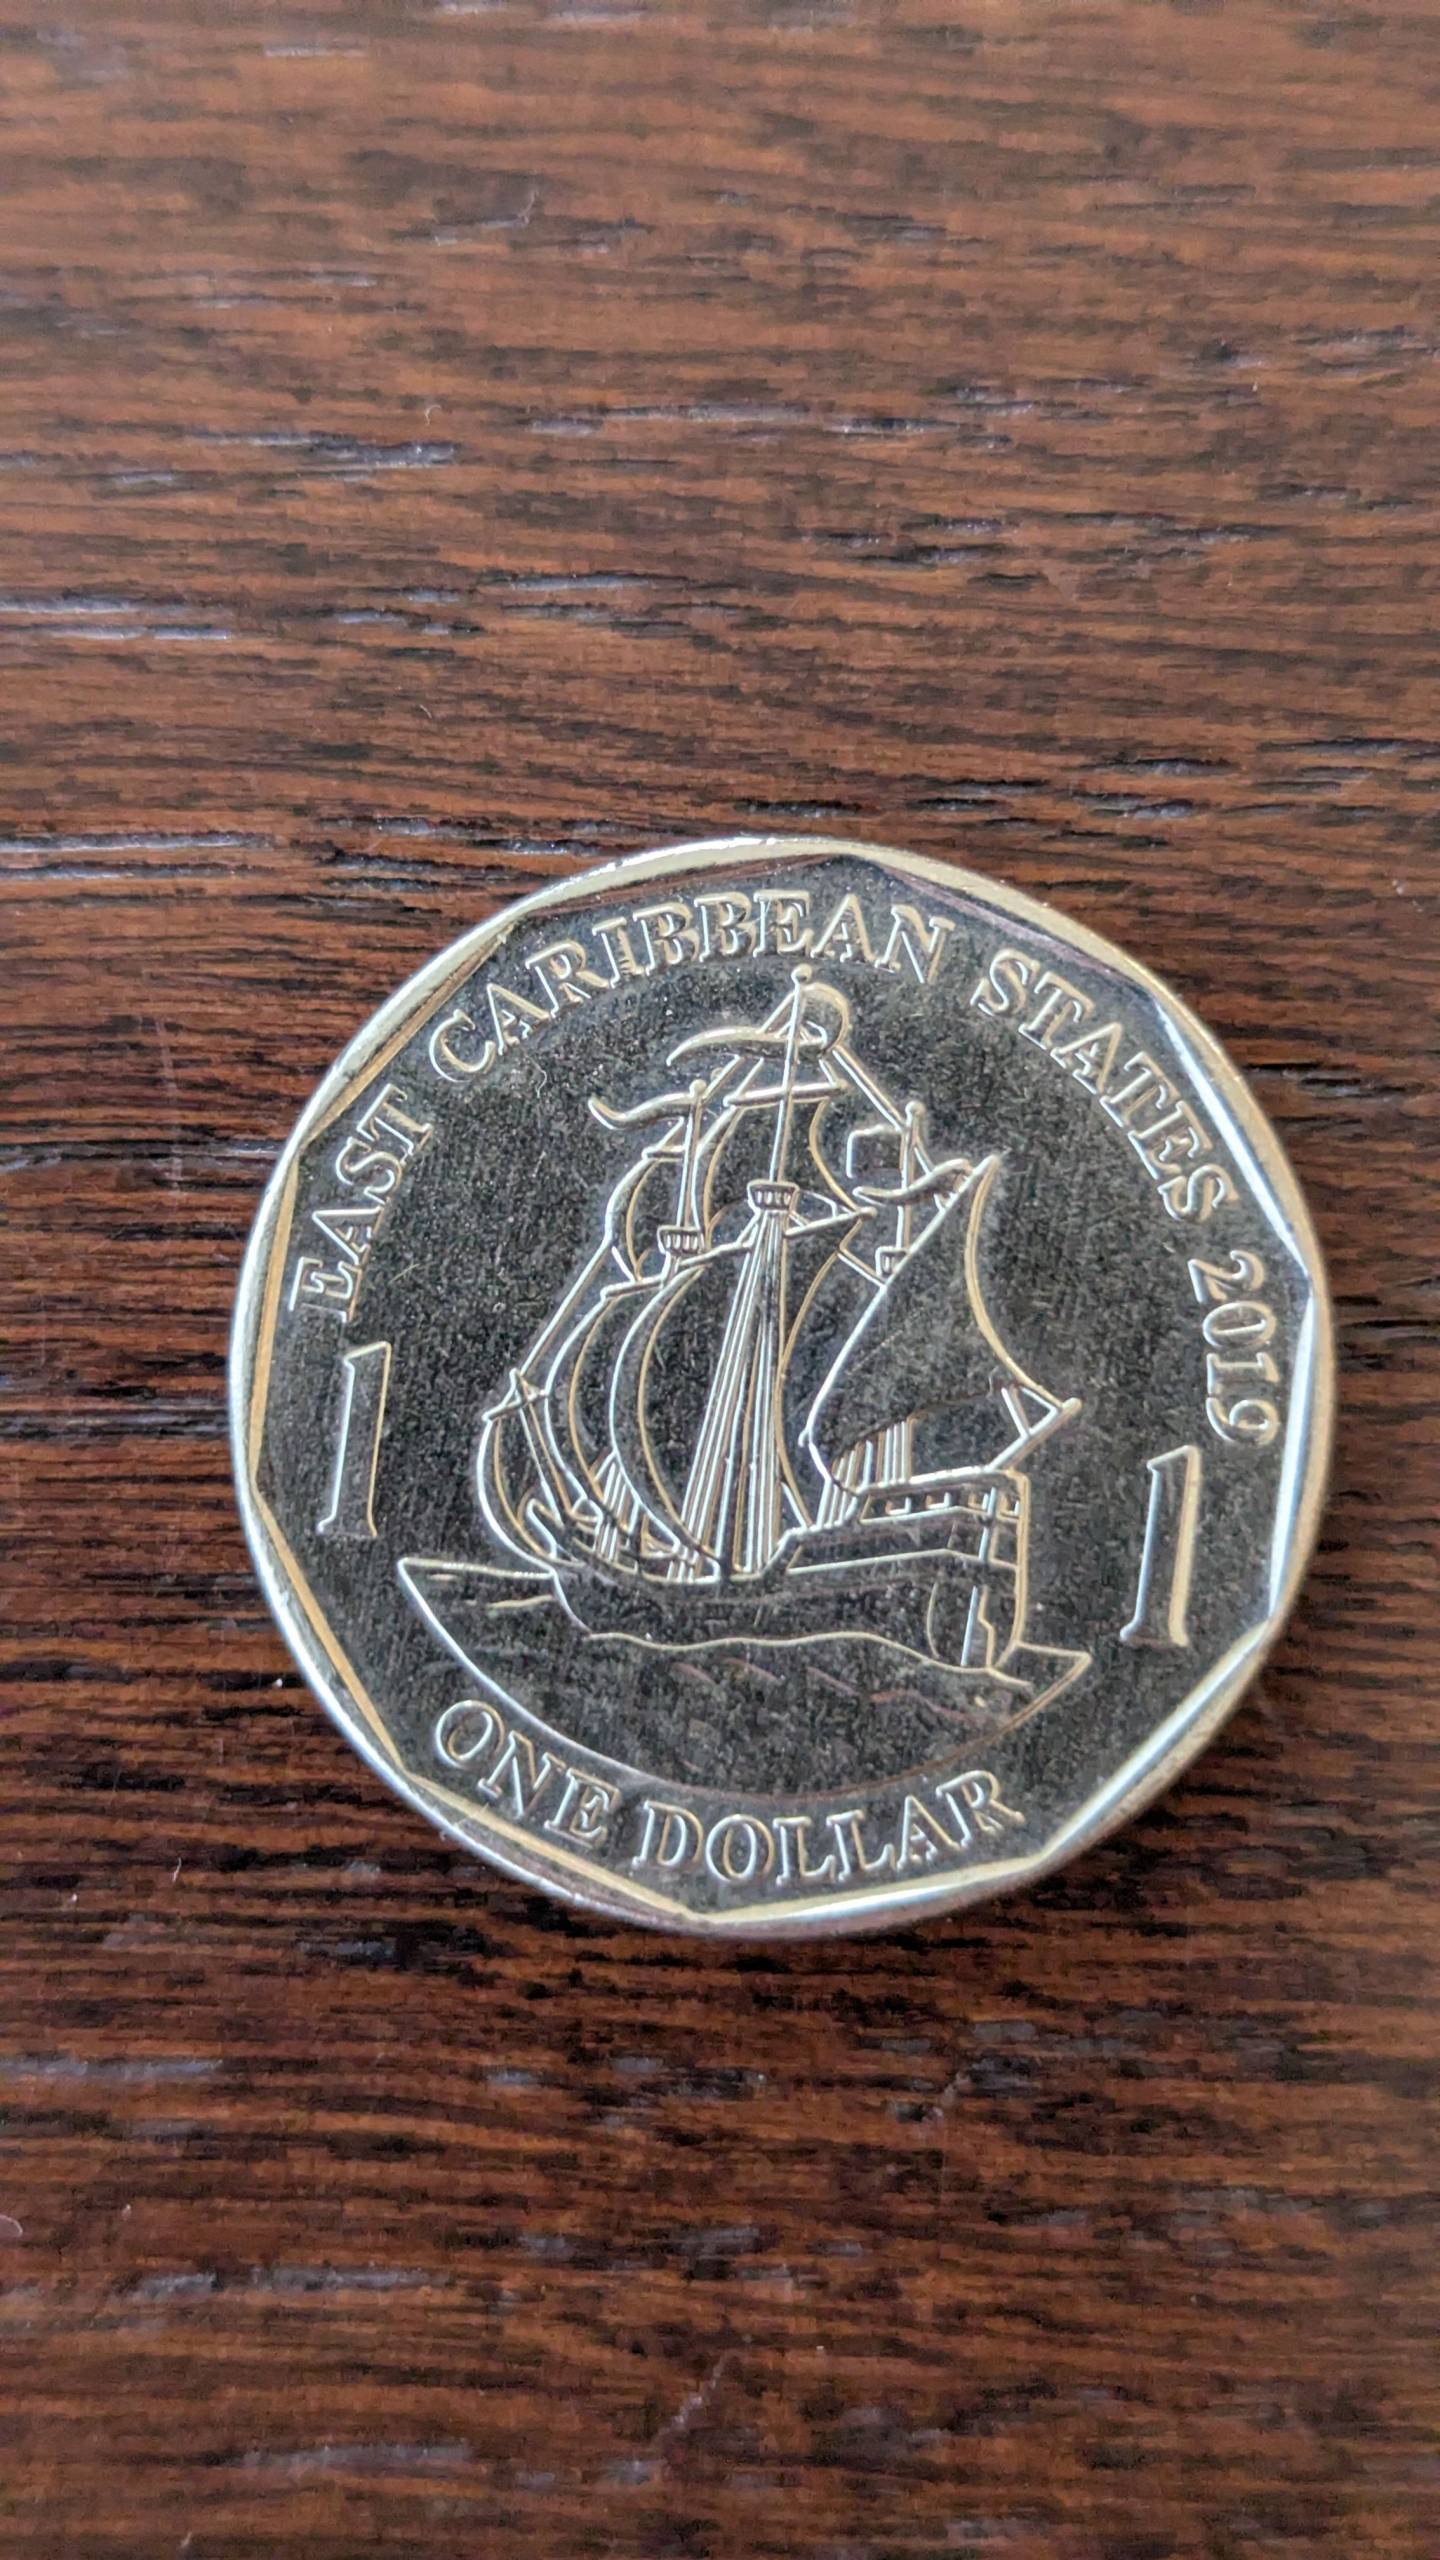 EAST CARIBBEAN STATES 2019
1
1
ONE DOLLAR